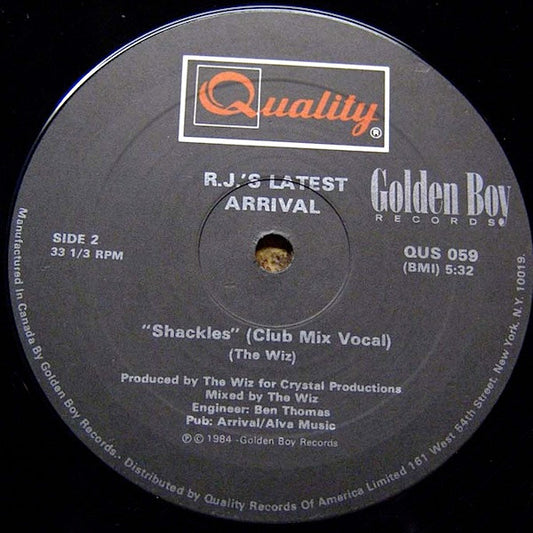 Quality®
R.J.'S LATEST
ARRIVAL
Golden Boy
RECORDS
SIDE 2
33 1/3 RPM
QUS 059
(BMI) 5:32
"Shackles" (Club Mix Vocal)
(The Wiz)
Produced by The Wiz for Crystal Productions
Mixed by The Wiz
Engineer: Ben Thomas
Pub: Arrival/Alva Music
Ⓟ © 1984 -Golden Boy Records
Manufactured In Canada By Golden Boy Records.. Distributed by Quality Records Of America Limited 161 West 54th Street, New York, N.Y. 10019.